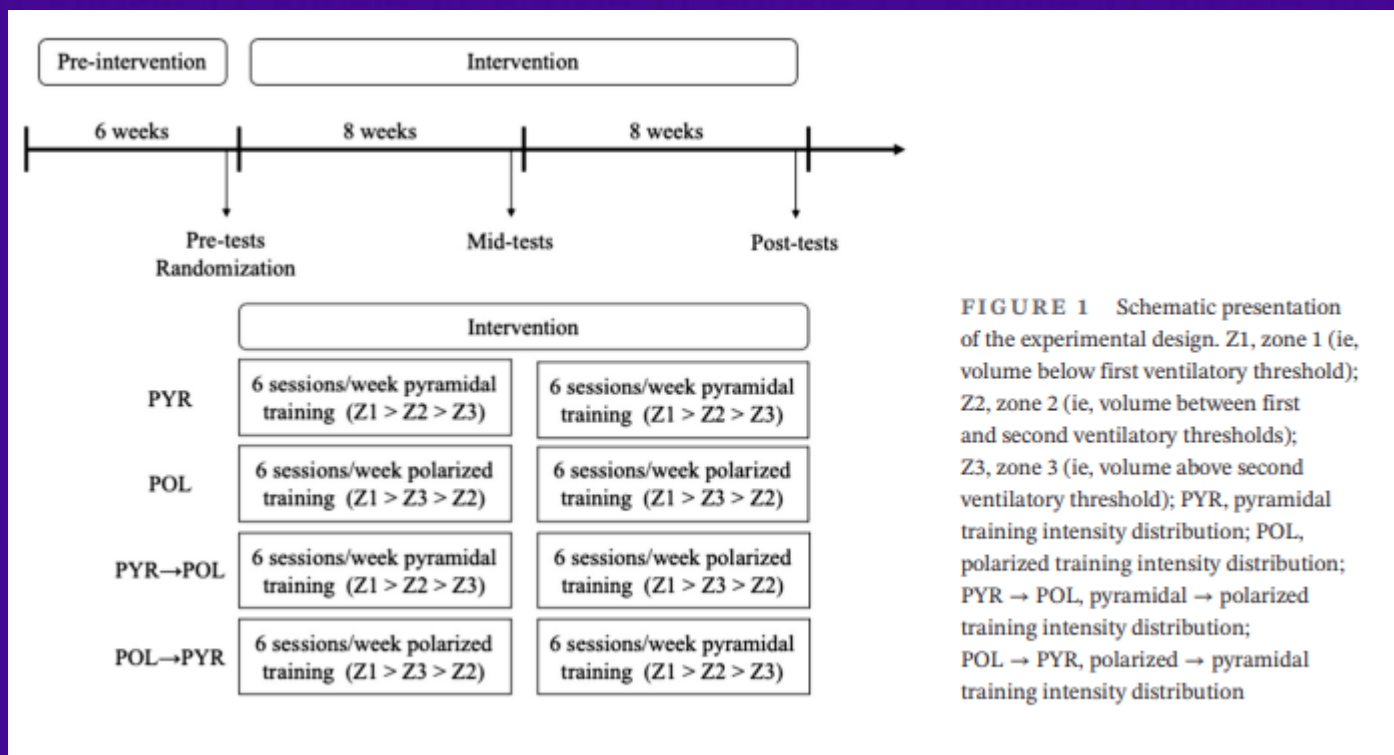 Pre-intervention
Intervention
6 weeks
8 weeks
8 weeks
Pre-tests
Randomization
Mid-tests
Post-tests
Intervention
PYR
6 sessions/week pyramidal
training (Z1 > Z2 > Z3)
6 sessions/week pyramidal
training (Z1 > Z2 > Z3)
POL
6 sessions/week polarized
training (Z1 > Z3 > Z2)
6 sessions/week polarized
training (Z1 > Z3 > Z2)
PYR→POL
6 sessions/week pyramidal
training (Z1 > Z2 > Z3)
6 sessions/week polarized
training (Z1 > Z3 > Z2)
POL→PYR
6 sessions/week polarized
training (Z1 > Z3 > Z2)
6 sessions/week pyramidal
training (Z1 > Z2 > Z3)
FIGURE 1 Schematic presentation
of the experimental design. Z1, zone 1 (ie,
volume below first ventilatory threshold);
Z2, zone 2 (ie, volume between first
and second ventilatory thresholds);
Z3, zone 3 (ie, volume above second
ventilatory threshold); PYR, pyramidal
training intensity distribution; POL,
polarized training intensity distribution;
PYR → POL, pyramidal → polarized
training intensity distribution;
POL → PYR, polarized → pyramidal
training intensity distribution